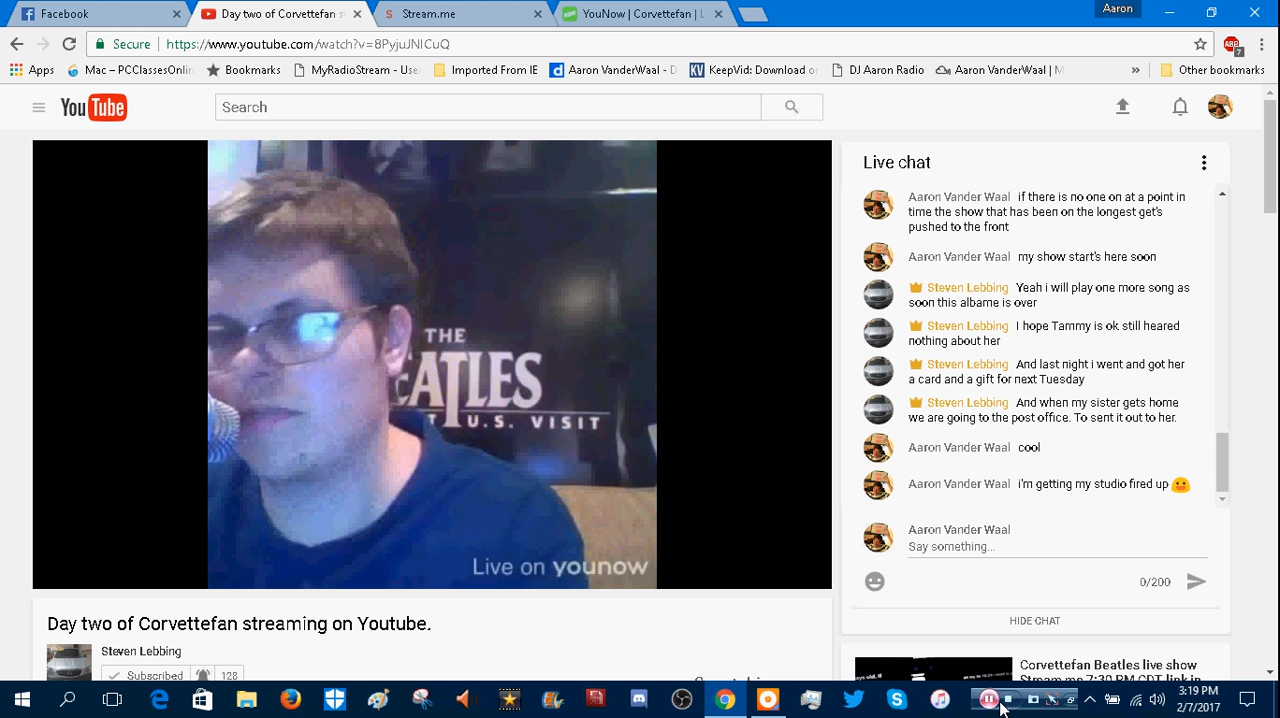 Facebook
Day two of Corvettefan
Stream.me
YouNow | Corvettefan | L
Aaron
Secure
https://www.youtube.com/watch?v=8PyjuJNICuQ
ABP
7
Apps
Mac – PCClassesOnlin
Bookmarks
MyRadioStream - Use
Imported From IE
Aaron VanderWaal - D
KeepVid: Download o
DJ Aaron Radio
Aaron VanderWaal | M
»
Other bookmarks
YouTube
Search
THE
EATLES
U.S. VISIT
Live on younow
Live chat
Aaron Vander Waal if there is no one on at a point in
time the show that has been on the longest get's
pushed to the front
Aaron Vander Waal my show start's here soon
Steven Lebbing Yeah i will play one more song as
soon this albame is over
Steven Lebbing I hope Tammy is ok still heared
nothing about her
Steven Lebbing And last night i went and got her
a card and a gift for next Tuesday
Steven Lebbing And when my sister gets home
we are going to the post office. To sent it out to her.
Aaron Vander Waal cool
Aaron Vander Waal i'm getting my studio fired up
Aaron Vander Waal
Say something...
0/200
HIDE CHAT
Day two of Corvettefan streaming on Youtube.
Steven Lebbing
Subscribed
128
Corvettefan Beatles live show
3:19 PM
2/7/2017